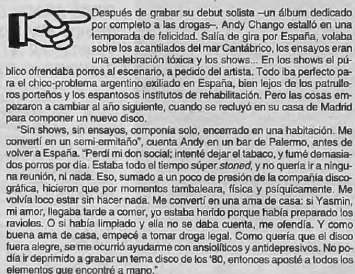 Después de grabar su debut solista –un álbum dedicado
por completo a las drogas–, Andy Chango estalló en una
temporada de felicidad. Salía de gira por España, volaba
sobre los acantilados del mar Cantábrico, los ensayos eran
una celebración tóxica y los shows... En los shows el pú-
blico ofrendaba porros al escenario, a pedido del artista. Todo iba perfecto pa-
ra el chico-problema argentino exiliado en España, bien lejos de los patrulle-
ros porteños y los espantosos institutos de rehabilitación. Pero las cosas em-
pezaron a cambiar al año siguiente, cuando se recluyó en su casa de Madrid
para componer un nuevo disco.
"Sin shows, sin ensayos, componía solo, encerrado en una habitación. Me
convertí en un semi-ermitaño", cuenta Andy en un bar de Palermo, antes de
volver a España. "Perdí mi don social; intenté dejar el tabaco, y fumé demasia-
dos porros por día. Estaba todo el tiempo súper stoned, y no quería ir a ningu-
na reunión, ni nada. Eso, sumado a un poco de presión de la compañía disco-
gráfica, hicieron que por momentos tambaleara, física y psíquicamente. Me
volvía loco estar sin hacer nada. Me convertí en una ama de casa: si Yasmín,
mi amor, llegaba tarde a comer, yo estaba herido porque había preparado los
ravioles. O si había limpiado y ella no se daba cuenta, me ofendía. Y como
buena ama de casa, empecé a tomar droga legal. Como quería que el disco
fuera alegre, se me ocurrió ayudarme con ansiolíticos y antidepresivos. No po-
día ir deprimido a grabar un tema disco de los '80, entonces aposté a todos los
elementos que encontré a mano."